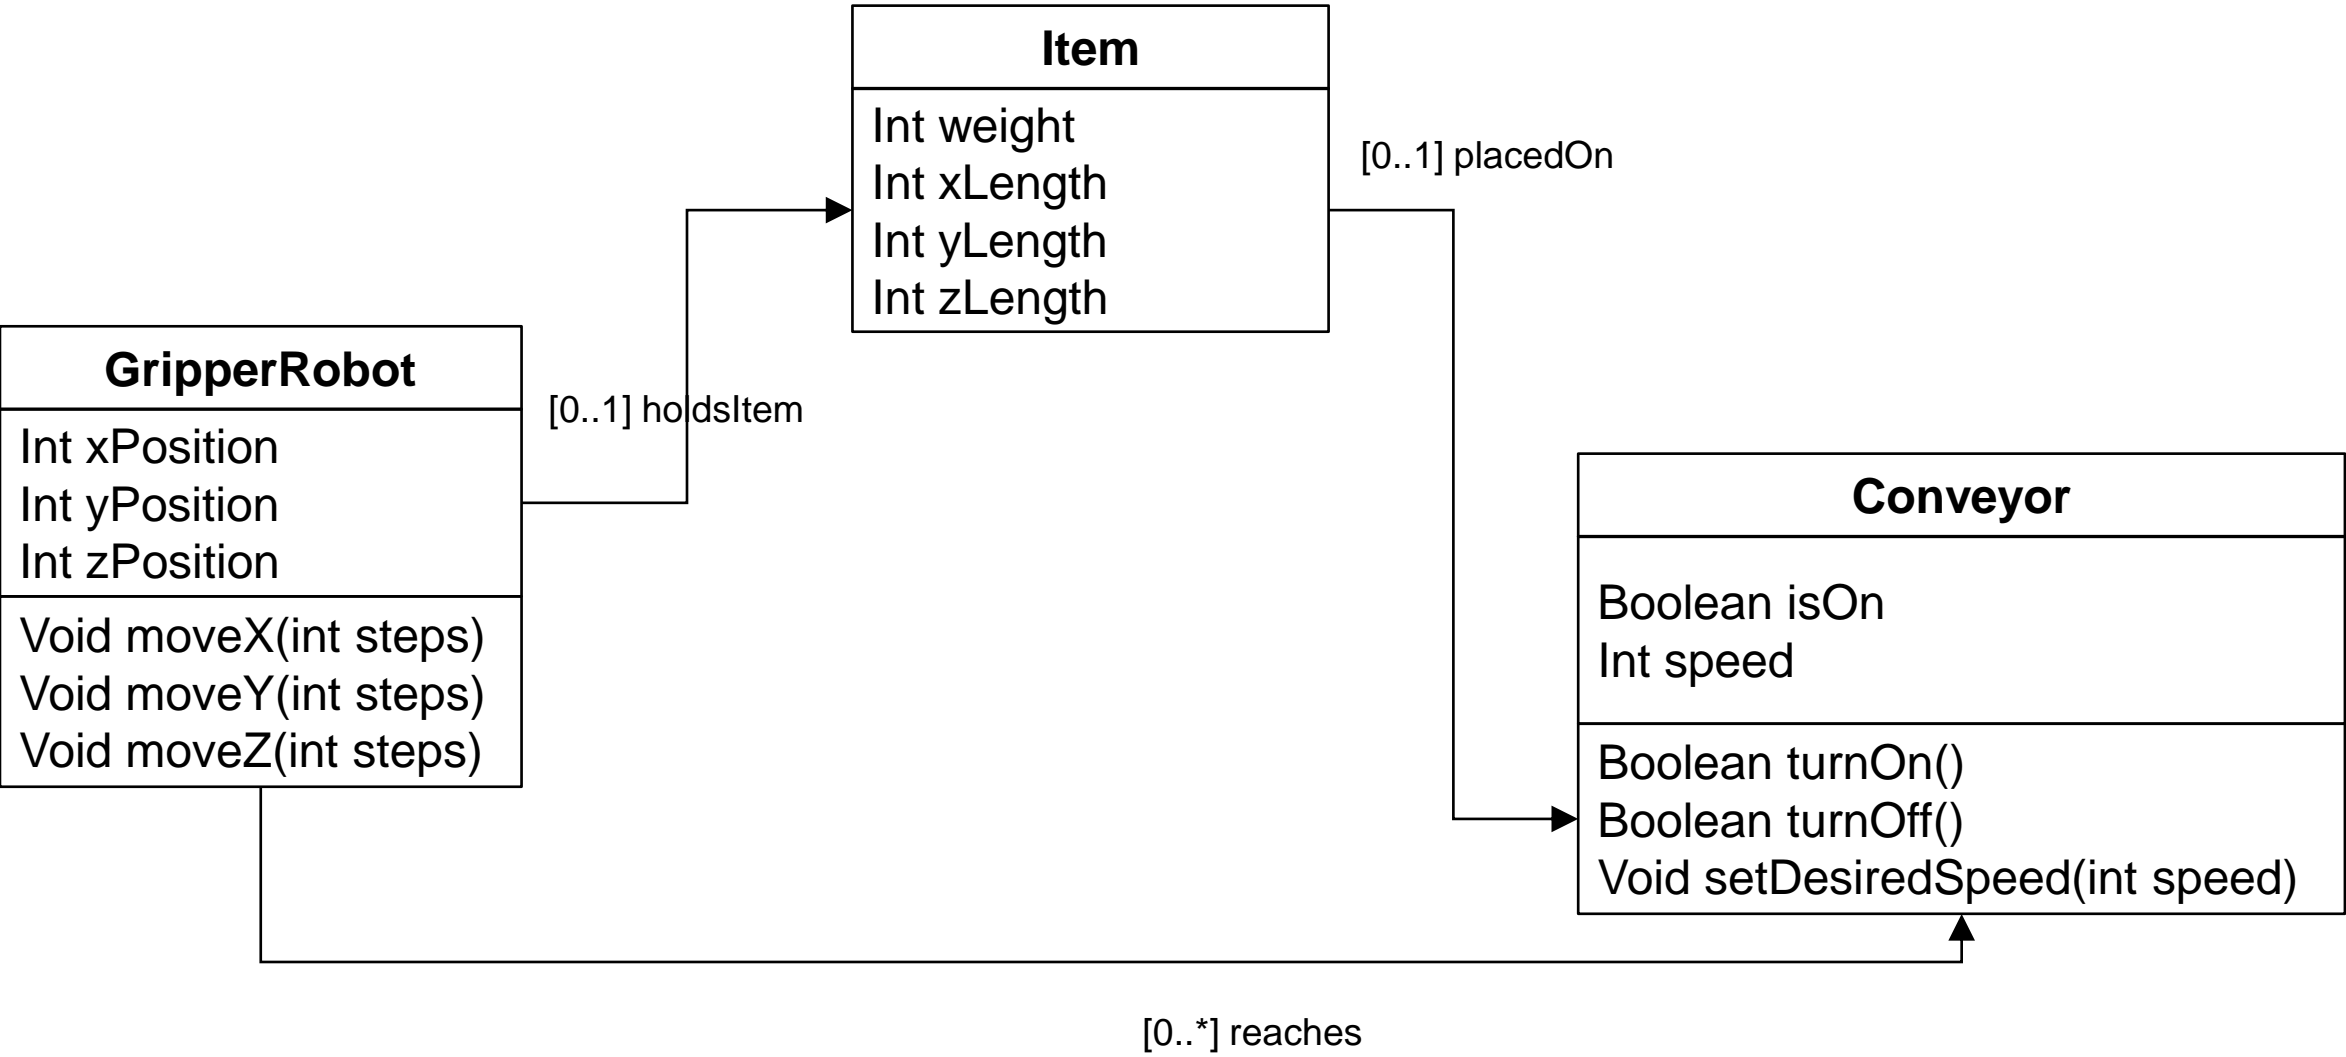 Item
Int weight
Int xLength
Int yLength
Int zLength
[0..1] placedOn
GripperRobot
Int xPosition
Int yPosition
Int zPosition
Void moveX(int steps)
Void moveY(int steps)
Void moveZ(int steps)
[0..1] holdsItem
Conveyor
Boolean isOn
Int speed
Boolean turnOn()
Boolean turnOff()
Void setDesiredSpeed(int speed)
[0..*] reaches